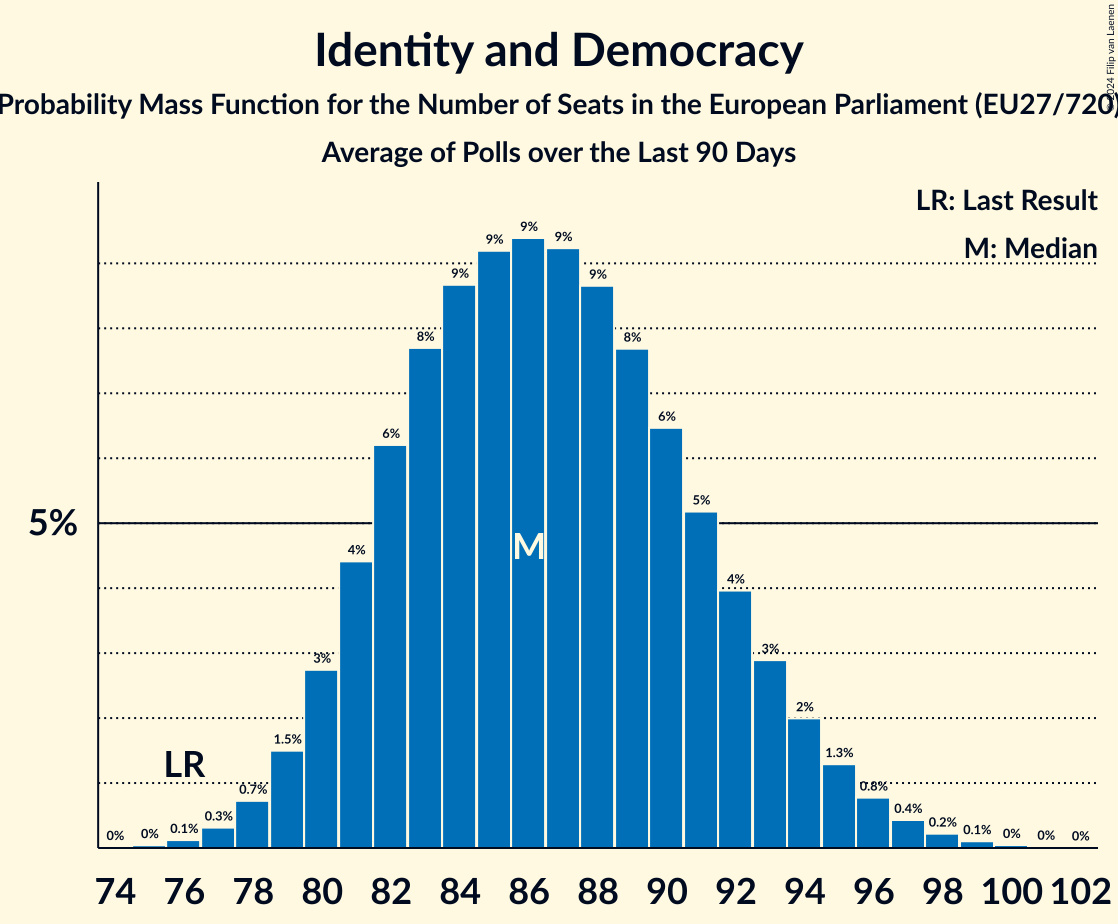 Identity and Democracy
Probability Mass Function for the Number of Seats in the European Parliament (EU27/720)
Average of Polls over the Last 90 Days
LR: Last Result
M: Median
5%
0% 0% 0.1% 0.3% 0.7% 1.5% 3% 4% 6% 8% 9% 9% 9% 9% 9% 8% 6% 5% 4% 3% 2% 1.3% 0.8% 0.4% 0.2% 0.1% 0% 0% 0%
LR
M
74 76 78 80 82 84 86 88 90 92 94 96 98 100 102
2024 Filip van Laenen